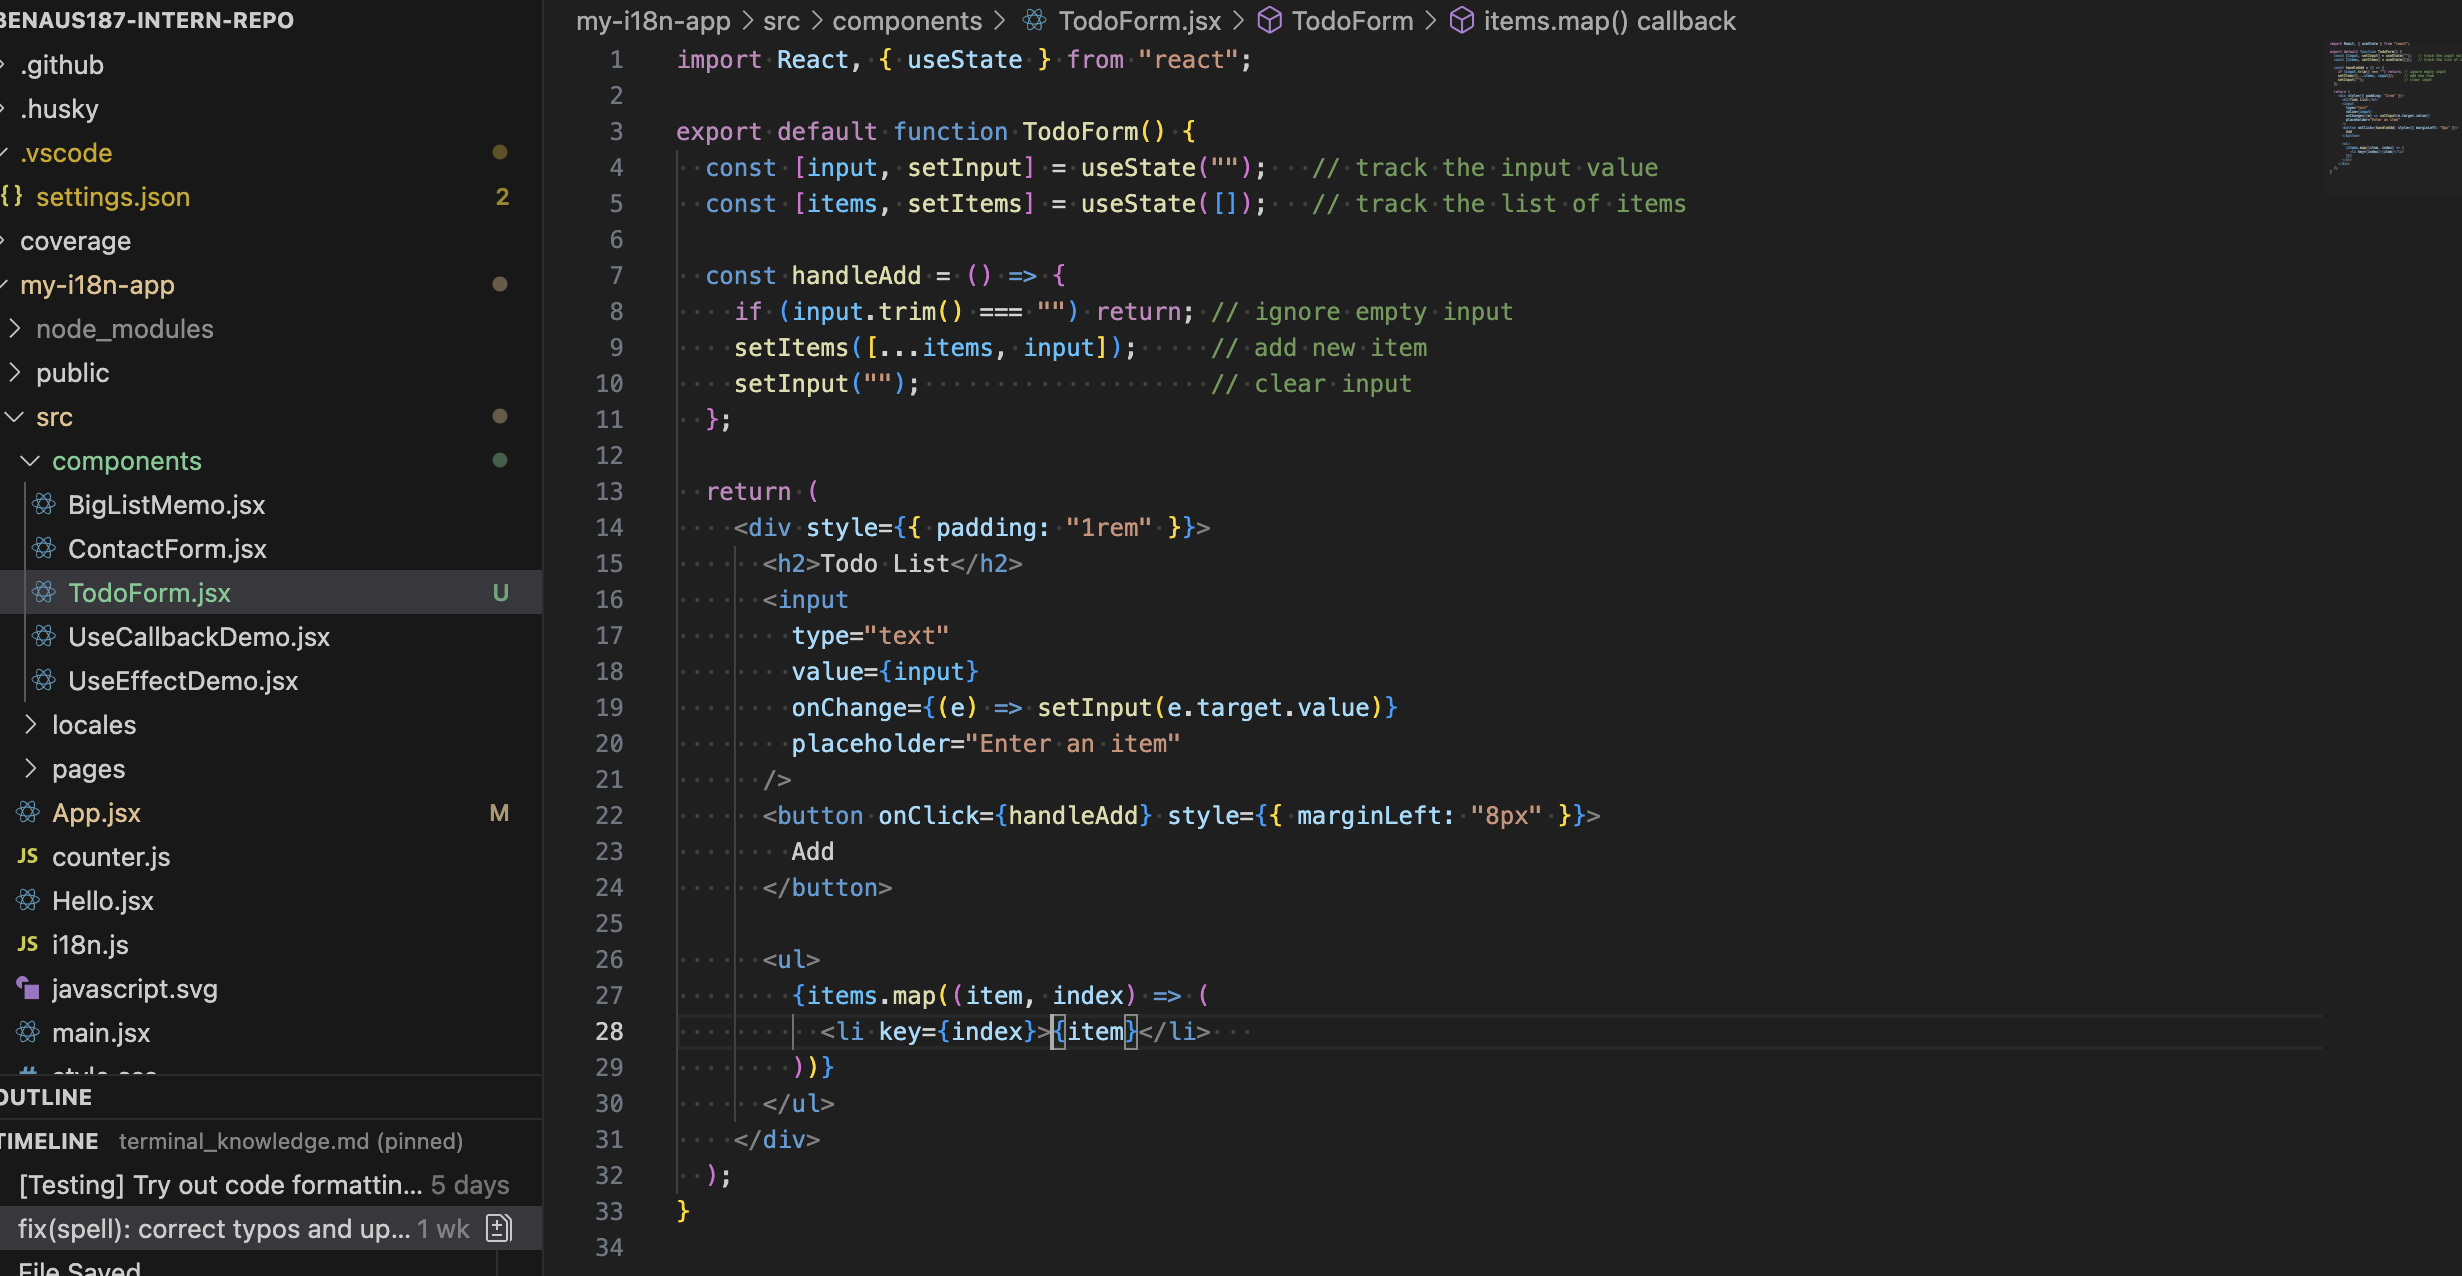 BENAUS187-INTERN-REPO
.github
.husky
.vscode
{} settings.json 2
coverage
my-i18n-app
node_modules
public
src
components
BigListMemo.jsx
ContactForm.jsx
TodoForm.jsx U
UseCallbackDemo.jsx
UseEffectDemo.jsx
locales
pages
App.jsx M
JS counter.js
Hello.jsx
JS i18n.js
javascript.svg
main.jsx
# style.css
OUTLINE
TIMELINE terminal_knowledge.md (pinned)
[Testing] Try out code formattin... 5 days
fix(spell): correct typos and up... 1 wk
File Saved
my-i18n-app > src > components > TodoForm.jsx > TodoForm > items.map() callback
1 import React, { useState } from "react";
2
3 export default function TodoForm() {
4   const [input, setInput] = useState("");   // track the input value
5   const [items, setItems] = useState([]);   // track the list of items
6
7   const handleAdd = () => {
8     if (input.trim() === "") return; // ignore empty input
9     setItems([...items, input]);     // add new item
10     setInput("");                    // clear input
11   };
12
13   return (
14     <div style={{ padding: "1rem" }}>
15       <h2>Todo List</h2>
16       <input
17         type="text"
18         value={input}
19         onChange={(e) => setInput(e.target.value)}
20         placeholder="Enter an item"
21       />
22       <button onClick={handleAdd} style={{ marginLeft: "8px" }}>
23         Add
24       </button>
25
26       <ul>
27         {items.map((item, index) => (
28           <li key={index}>{item}</li>
29         ))}
30       </ul>
31     </div>
32   );
33 }
34